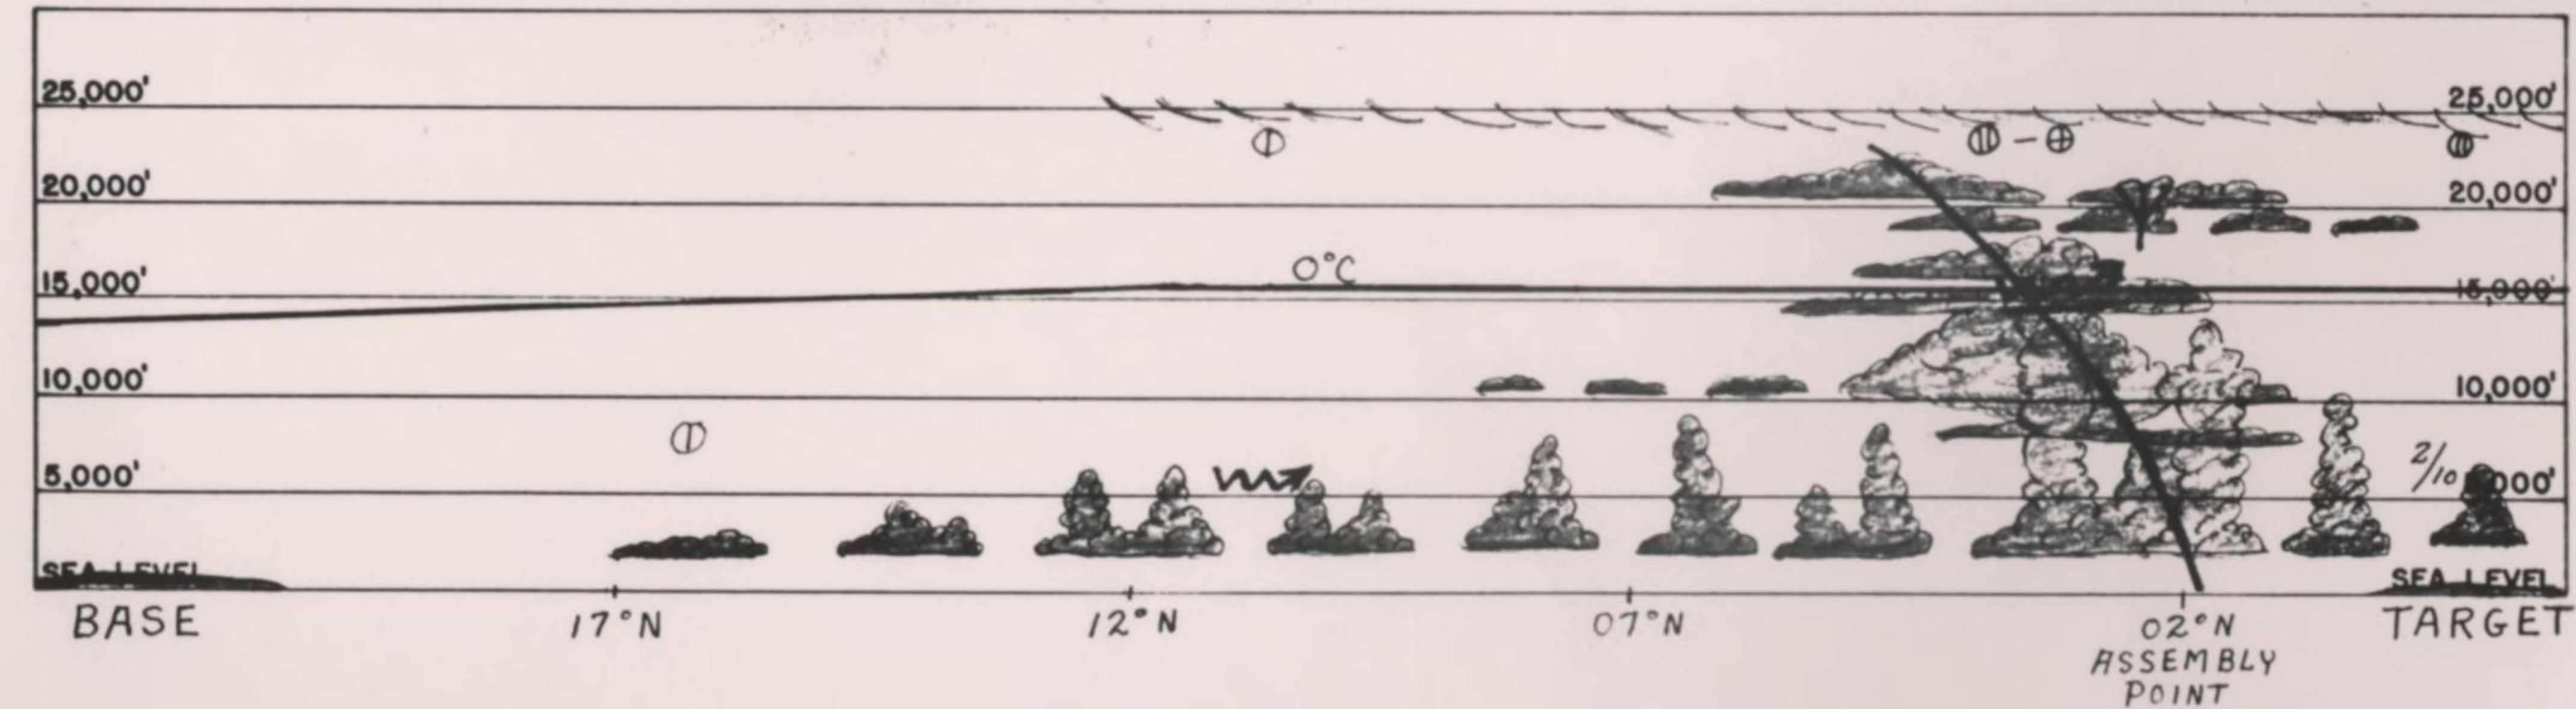 25,000' 25,000'
20,000' 20,000'
0°C
15,000' 15,000'
10,000' 10,000'
2/10
5,000' 000'
SEA LEVEL SEA LEVEL
BASE 17°N 12°N 07°N 02°N TARGET
ASSEMBLY
POINT